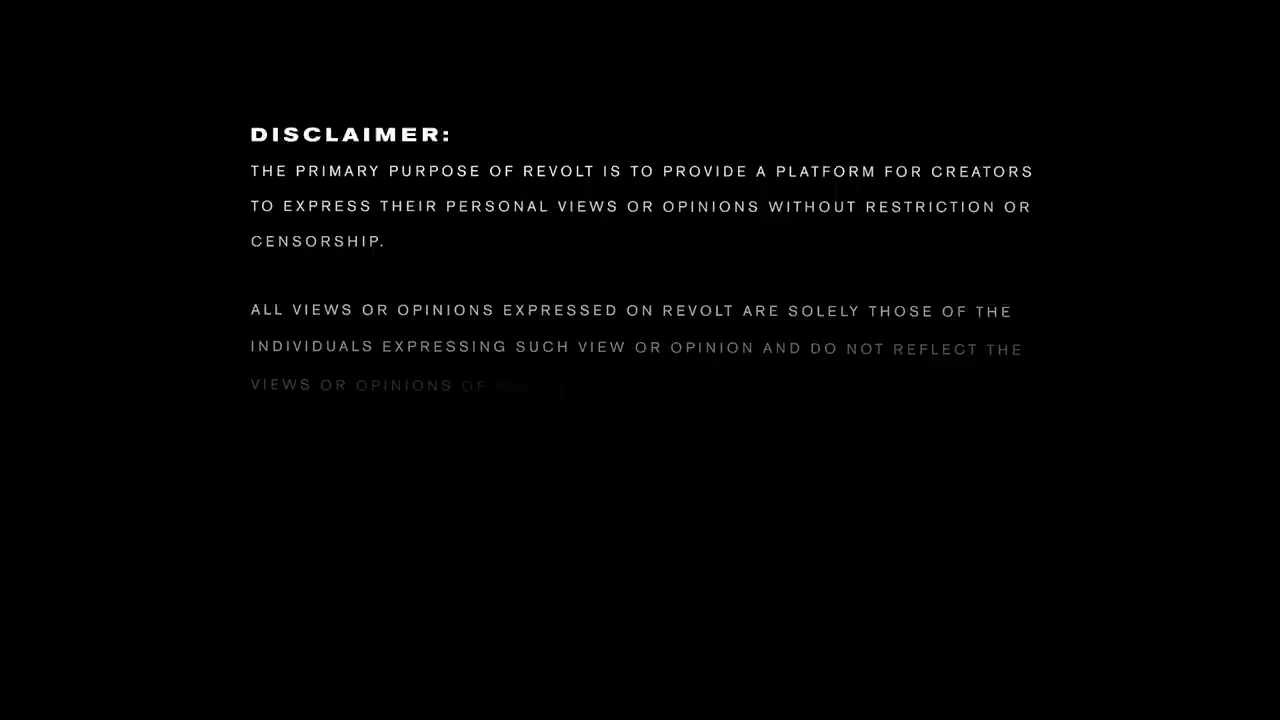 DISCLAIMER:
THE PRIMARY PURPOSE OF REVOLT IS TO PROVIDE A PLATFORM FOR CREATORS
TO EXPRESS THEIR PERSONAL VIEWS OR OPINIONS WITHOUT RESTRICTION OR
CENSORSHIP.
ALL VIEWS OR OPINIONS EXPRESSED ON REVOLT ARE SOLELY THOSE OF THE
INDIVIDUALS EXPRESSING SUCH VIEW OR OPINION AND DO NOT REFLECT THE
VIEWS OR OPINIONS OF